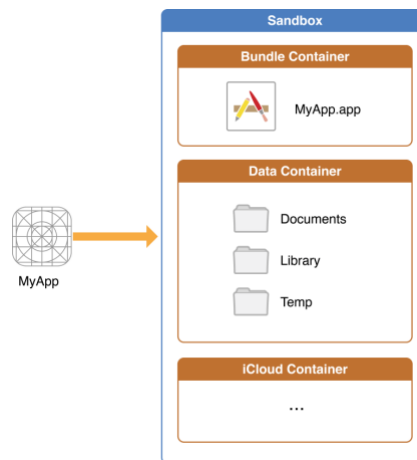 Sandbox
Bundle Container
MyApp.app
Data Container
Documents
Library
Temp
MyApp
iCloud Container
...